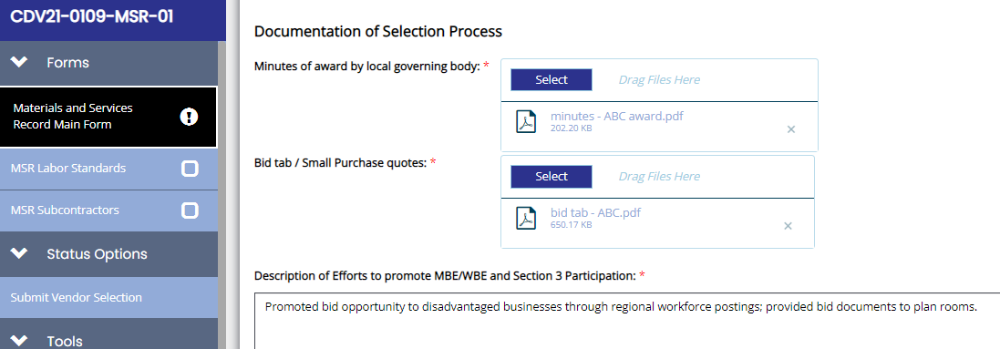 CDV21-0109-MSR-01
Forms
Materials and Services
Record Main Form
MSR Labor Standards
MSR Subcontractors
Status Options
Submit Vendor Selection
Tools
Documentation of Selection Process
Minutes of award by local governing body: *
Select
Drag Files Here
minutes - ABC award.pdf
202.20 KB
Bid tab / Small Purchase quotes: *
Select
Drag Files Here
bid tab - ABC.pdf
650.17 KB
Description of Efforts to promote MBE/WBE and Section 3 Participation: *
Promoted bid opportunity to disadvantaged businesses through regional workforce postings; provided bid documents to plan rooms.